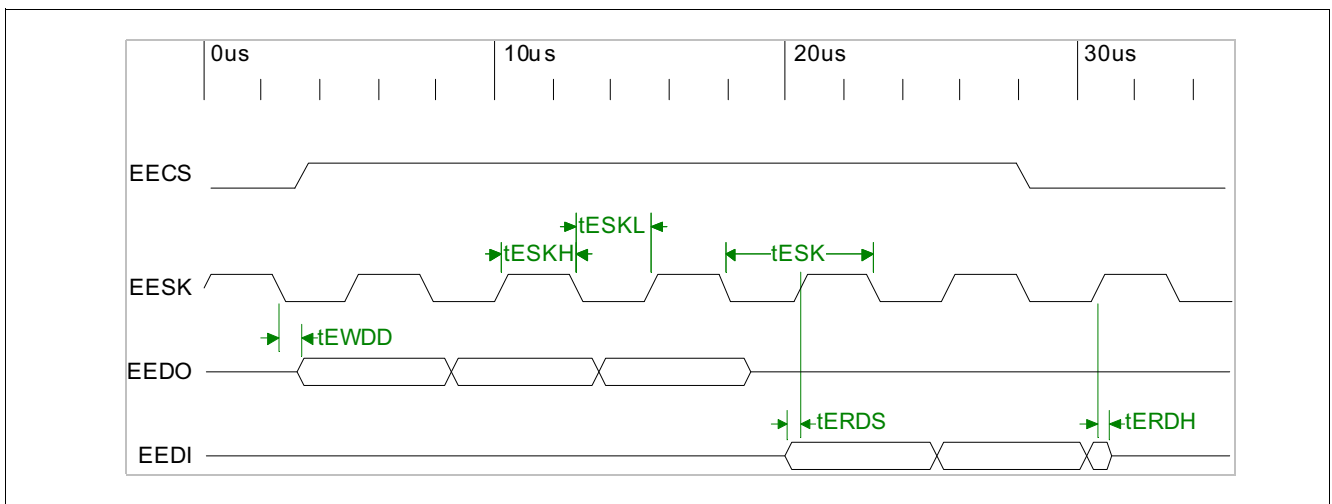 0us 10us 20us 30us
EECS
tESKL
tESKH tESK
EESK
tEWDD
EEDO
tERDS tERDH
EEDI